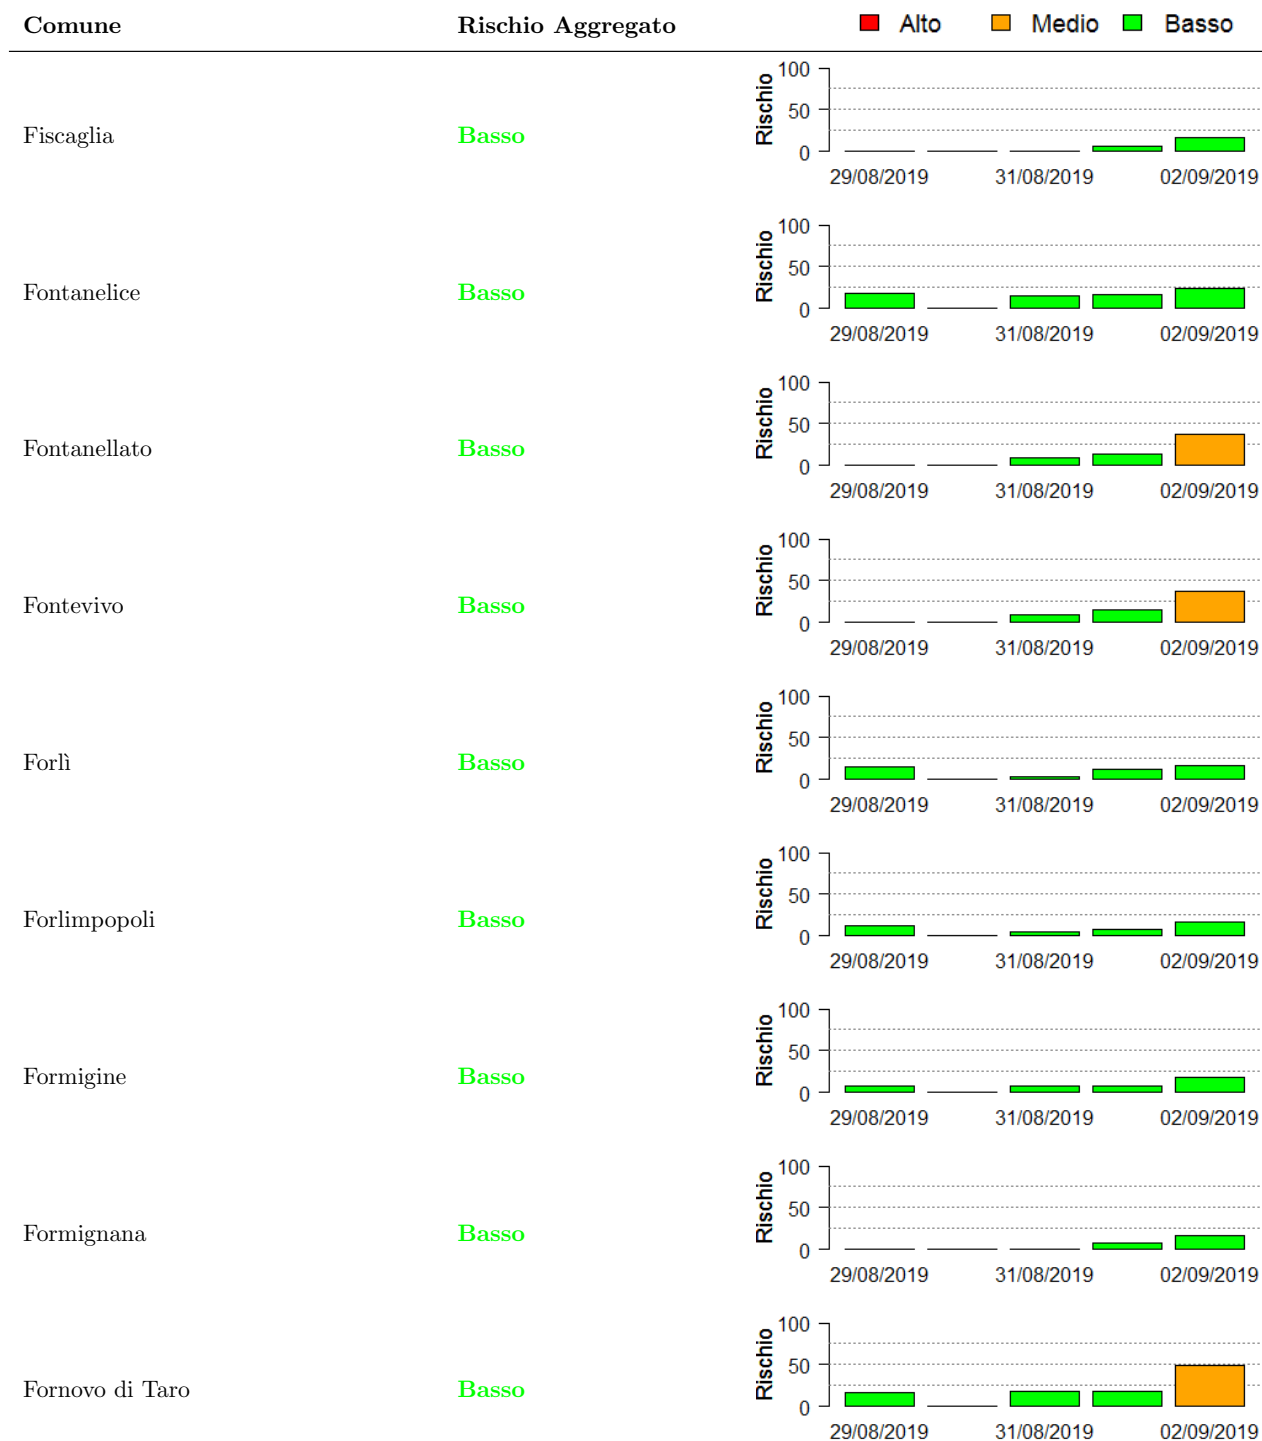 Comune Rischio Aggregato Alto Medio Basso
Fiscaglia Basso Rischio 100 50 0
29/08/2019 31/08/2019 02/09/2019
Fontanelice Basso Rischio 100 50 0
29/08/2019 31/08/2019 02/09/2019
Fontanellato Basso Rischio 100 50 0
29/08/2019 31/08/2019 02/09/2019
Fontevivo Basso Rischio 100 50 0
29/08/2019 31/08/2019 02/09/2019
Forlì Basso Rischio 100 50 0
29/08/2019 31/08/2019 02/09/2019
Forlimpopoli Basso Rischio 100 50 0
29/08/2019 31/08/2019 02/09/2019
Formigine Basso Rischio 100 50 0
29/08/2019 31/08/2019 02/09/2019
Formignana Basso Rischio 100 50 0
29/08/2019 31/08/2019 02/09/2019
Fornovo di Taro Basso Rischio 100 50 0
29/08/2019 31/08/2019 02/09/2019